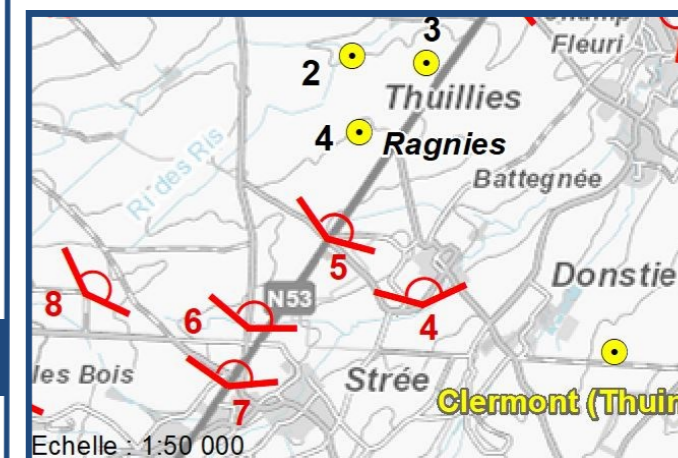 Champ
Fleuri
3
2
Thuillies
4
Ragnies
Ri des Ris
Battegnée
5
8
N53
6
4
Donstie
les Bois
Strée
7
Clermont (Thuin
Echelle : 1:50 000